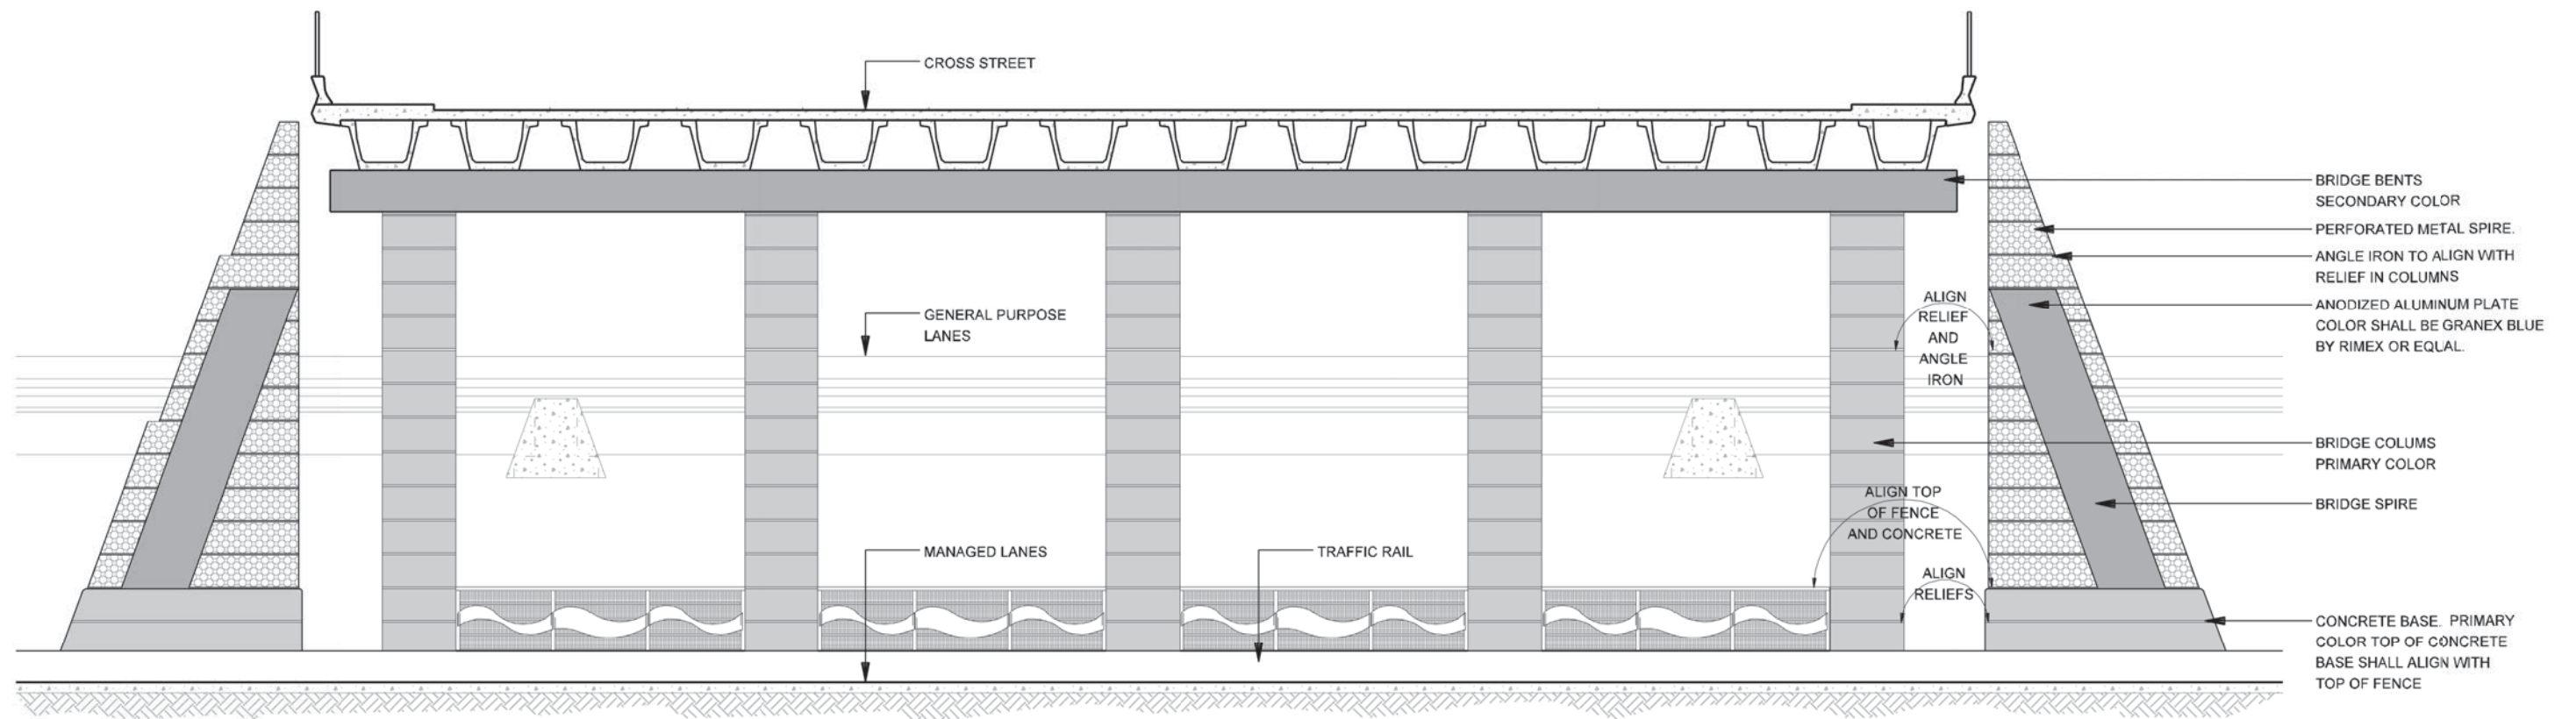 CROSS STREET
BRIDGE BENTS
SECONDARY COLOR
PERFORATED METAL SPIRE.
ANGLE IRON TO ALIGN WITH
RELIEF IN COLUMNS
ANODIZED ALUMINUM PLATE
COLOR SHALL BE GRANEX BLUE
BY RIMEX OR EQUAL.
GENERAL PURPOSE
LANES
ALIGN
RELIEF
AND
ANGLE
IRON
BRIDGE COLUMS
PRIMARY COLOR
ALIGN TOP
OF FENCE
AND CONCRETE
BRIDGE SPIRE
MANAGED LANES
TRAFFIC RAIL
ALIGN
RELIEFS
CONCRETE BASE. PRIMARY
COLOR TOP OF CONCRETE
BASE SHALL ALIGN WITH
TOP OF FENCE